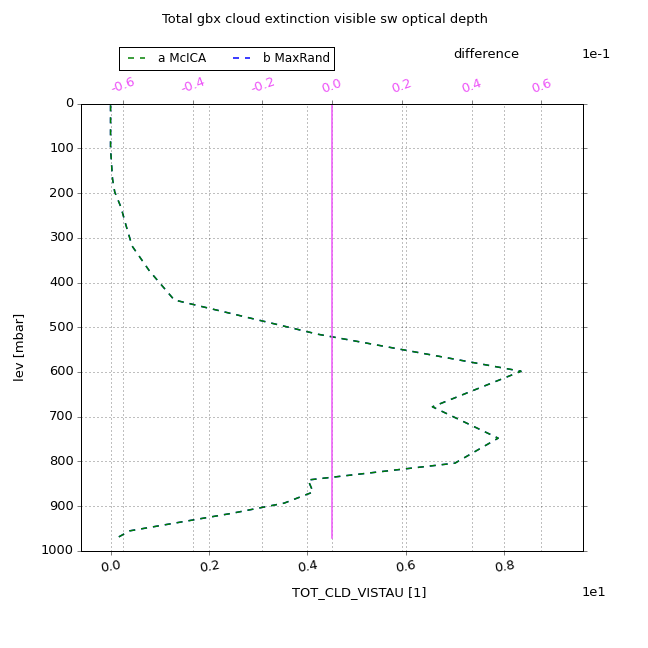 Total gbx cloud extinction visible sw optical depth
a McICA b MaxRand
difference 1e-1
-0.6 -0.4 -0.2 0.0 0.2 0.4 0.6
0
100
200
300
400
500
600
700
800
900
1000
lev [mbar]
0.0 0.2 0.4 0.6 0.8
TOT_CLD_VISTAU [1] 1e1